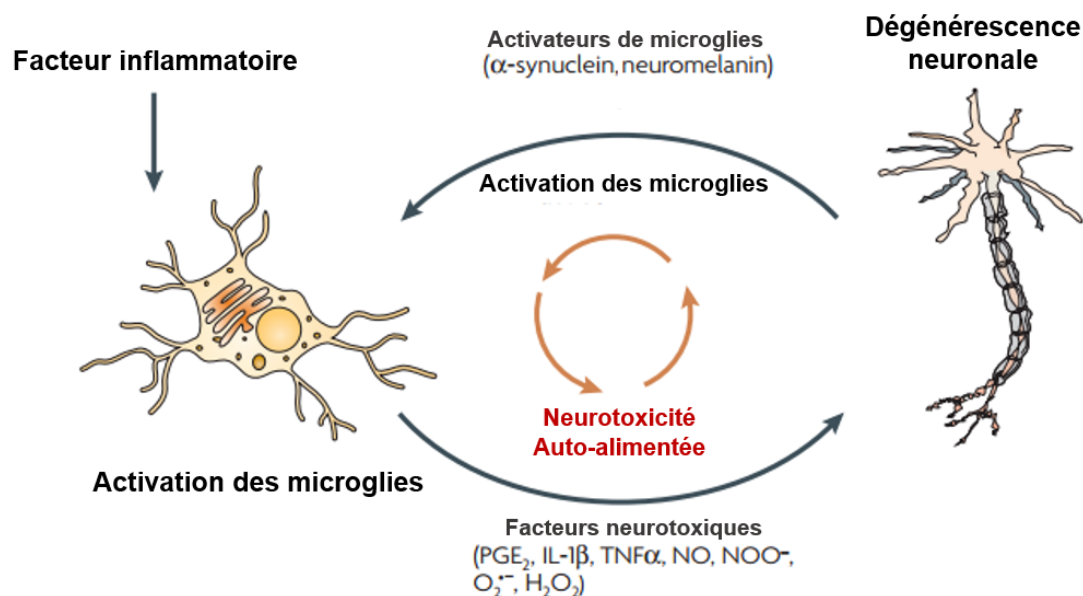 Facteur inflammatoire
Activateurs de microglies
(α-synuclein, neuromelanin)
Dégénérescence
neuronale
Activation des microglies
Neurotoxicité
Auto-alimentée
Activation des microglies
Facteurs neurotoxiques
(PGE₂, IL-1β, TNFα, NO, NOO⁻,
O₂•⁻, H₂O₂)